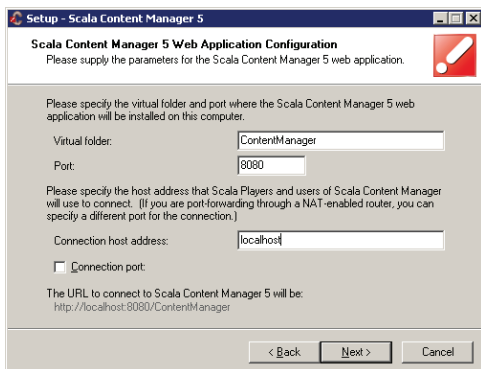 Setup - Scala Content Manager 5
Scala Content Manager 5 Web Application Configuration
Please supply the parameters for the Scala Content Manager 5 web application.
Please specify the virtual folder and port where the Scala Content Manager 5 web
application will be installed on this computer.
Virtual folder: ContentManager
Port: 8080
Please specify the host address that Scala Players and users of Scala Content Manager
will use to connect. (If you are port-forwarding through a NAT-enabled router, you can
specify a different port for the connection.)
Connection host address: localhost
Connection port:
The URL to connect to Scala Content Manager 5 will be:
http://localhost:8080/ContentManager
< Back Next > Cancel